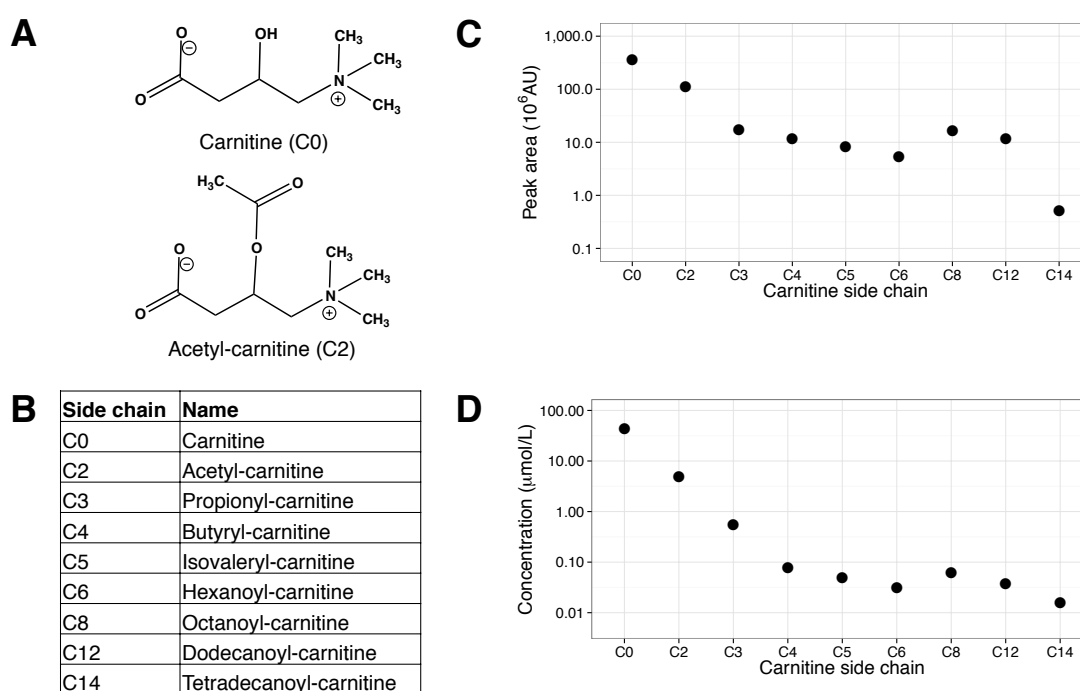 A
O
⊖
OH
CH3
CH3
N
⊕
CH3
O
Carnitine (C0)
H3C
O
O
O
⊖
CH3
CH3
N
⊕
CH3
O
Acetyl-carnitine (C2)
B
Side chain Name
C0 Carnitine
C2 Acetyl-carnitine
C3 Propionyl-carnitine
C4 Butyryl-carnitine
C5 Isovaleryl-carnitine
C6 Hexanoyl-carnitine
C8 Octanoyl-carnitine
C12 Dodecanoyl-carnitine
C14 Tetradecanoyl-carnitine
C
Peak area (10^6AU)
1,000.0
100.0
10.0
1.0
0.1
C0 C2 C3 C4 C5 C6 C8 C12 C14
Carnitine side chain
D
Concentration (μmol/L)
100.00
10.00
1.00
0.10
0.01
C0 C2 C3 C4 C5 C6 C8 C12 C14
Carnitine side chain